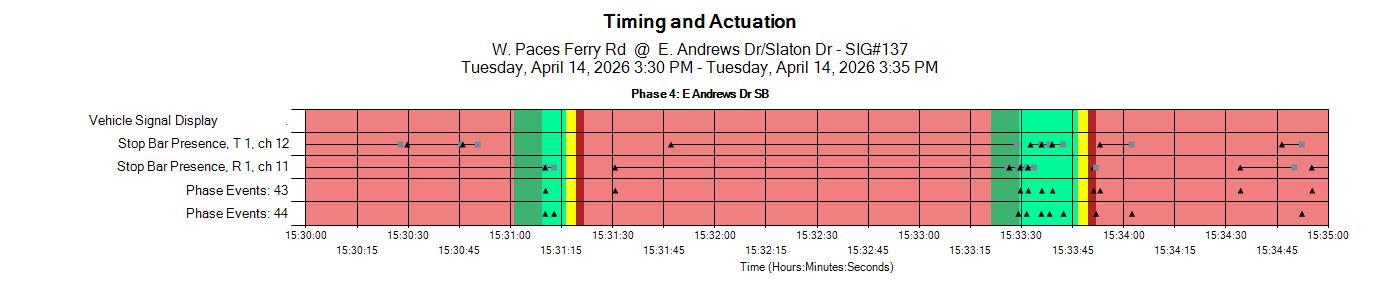 Timing and Actuation
W. Paces Ferry Rd @ E. Andrews Dr/Slaton Dr - SIG#137
Tuesday, April 14, 2026 3:30 PM - Tuesday, April 14, 2026 3:35 PM
Phase 4: E Andrews Dr SB
Vehicle Signal Display .
Stop Bar Presence, T 1, ch 12
Stop Bar Presence, R 1, ch 11
Phase Events: 43
Phase Events: 44
15:30:00 15:30:30 15:31:00 15:31:30 15:32:00 15:32:30 15:33:00 15:33:30 15:34:00 15:34:30 15:35:00
15:30:15 15:30:45 15:31:15 15:31:45 15:32:15 15:32:45 15:33:15 15:33:45 15:34:15 15:34:45
Time (Hours:Minutes:Seconds)